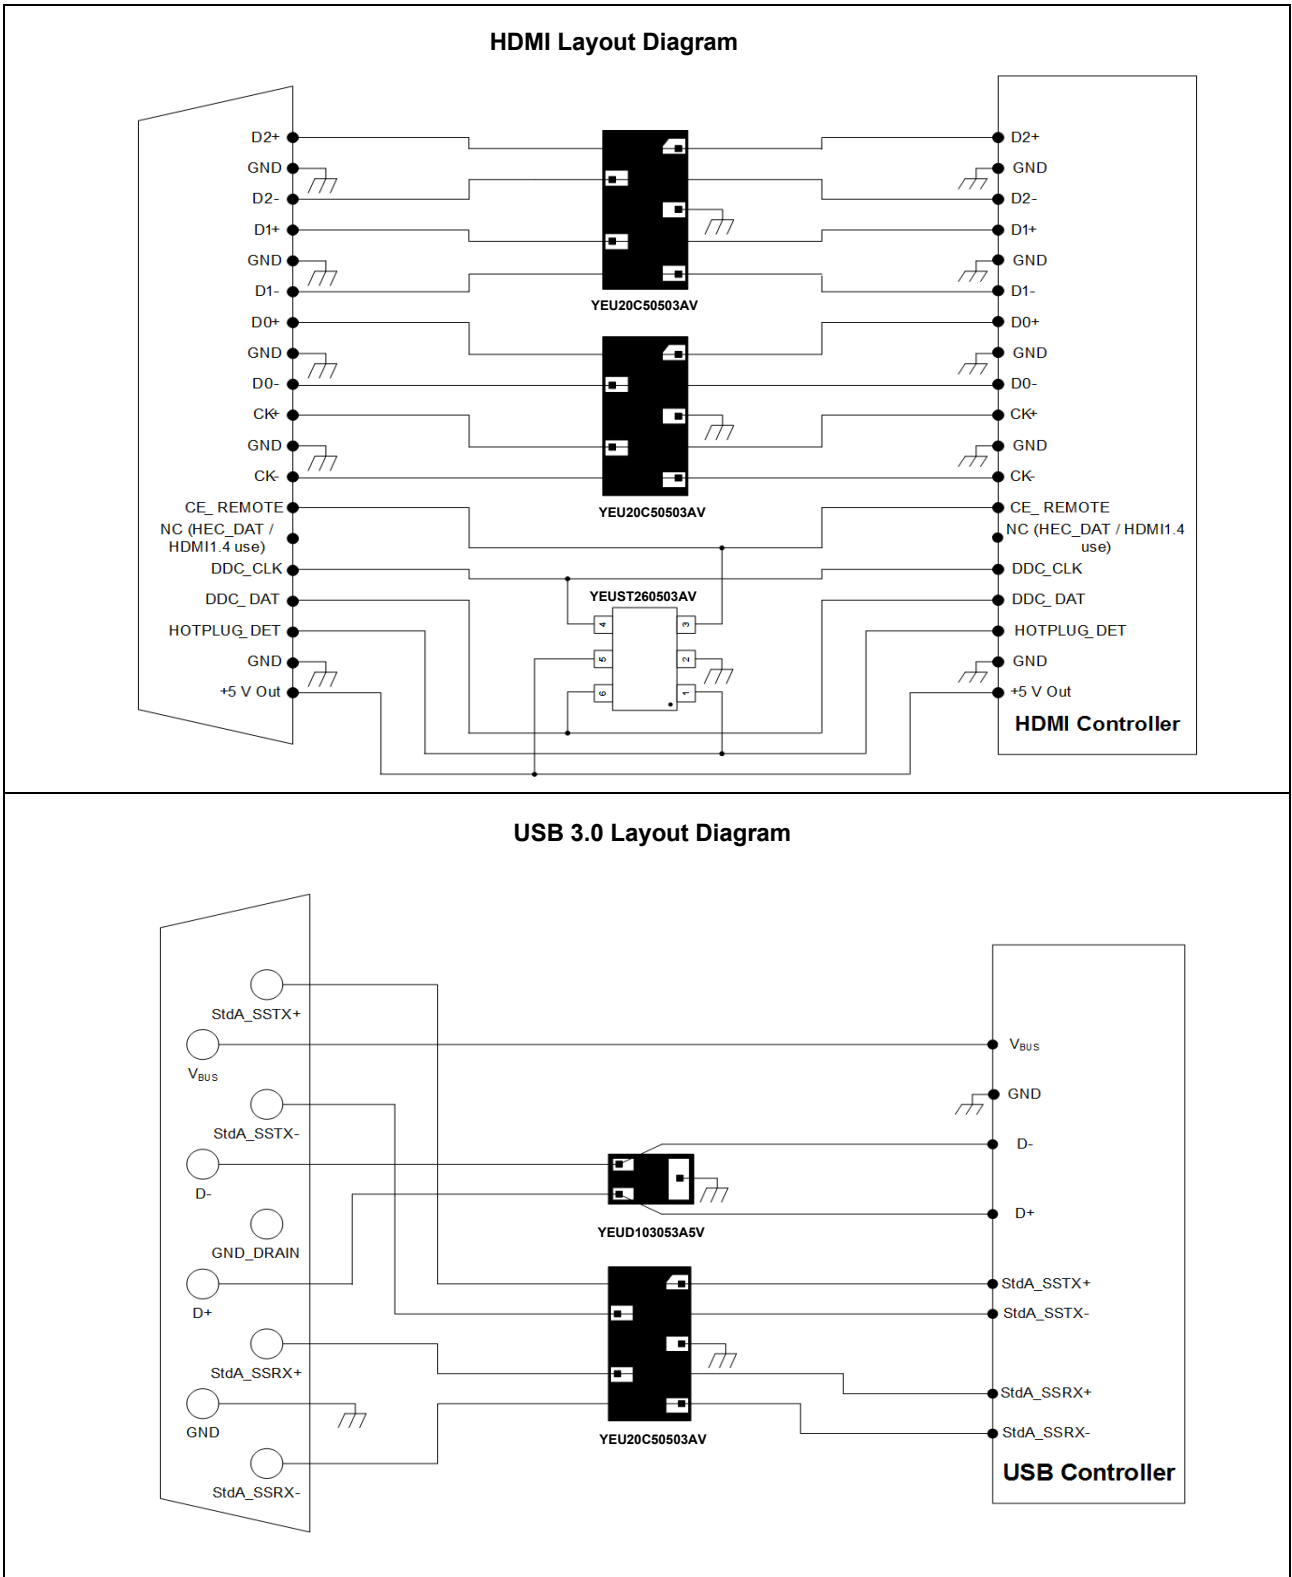 HDMI Layout Diagram
D2+
D2+
GND
GND
D2-
D2-
D1+
D1+
GND
GND
D1-
D1-
YEU20C50503AV
D0+
D0+
GND
GND
D0-
D0-
CK+
CK+
GND
GND
CK-
CK-
YEU20C50503AV
CE_ REMOTE
CE_ REMOTE
NC (HEC_DAT /
HDMI1.4 use)
NC (HEC_DAT / HDMI1.4
use)
DDC_CLK
DDC_CLK
YEUST260503AV
DDC_ DAT
DDC_ DAT
4
3
HOTPLUG_DET
HOTPLUG_DET
5
2
GND
GND
6
1
+5 V Out
+5 V Out
HDMI Controller
USB 3.0 Layout Diagram
StdA_SSTX+
VBUS
VBUS
GND
StdA_SSTX-
D-
D-
D+
YEUD103053A5V
GND_DRAIN
D+
StdA_SSTX+
StdA_SSTX-
StdA_SSRX+
StdA_SSRX+
GND
StdA_SSRX-
YEU20C50503AV
StdA_SSRX-
USB Controller